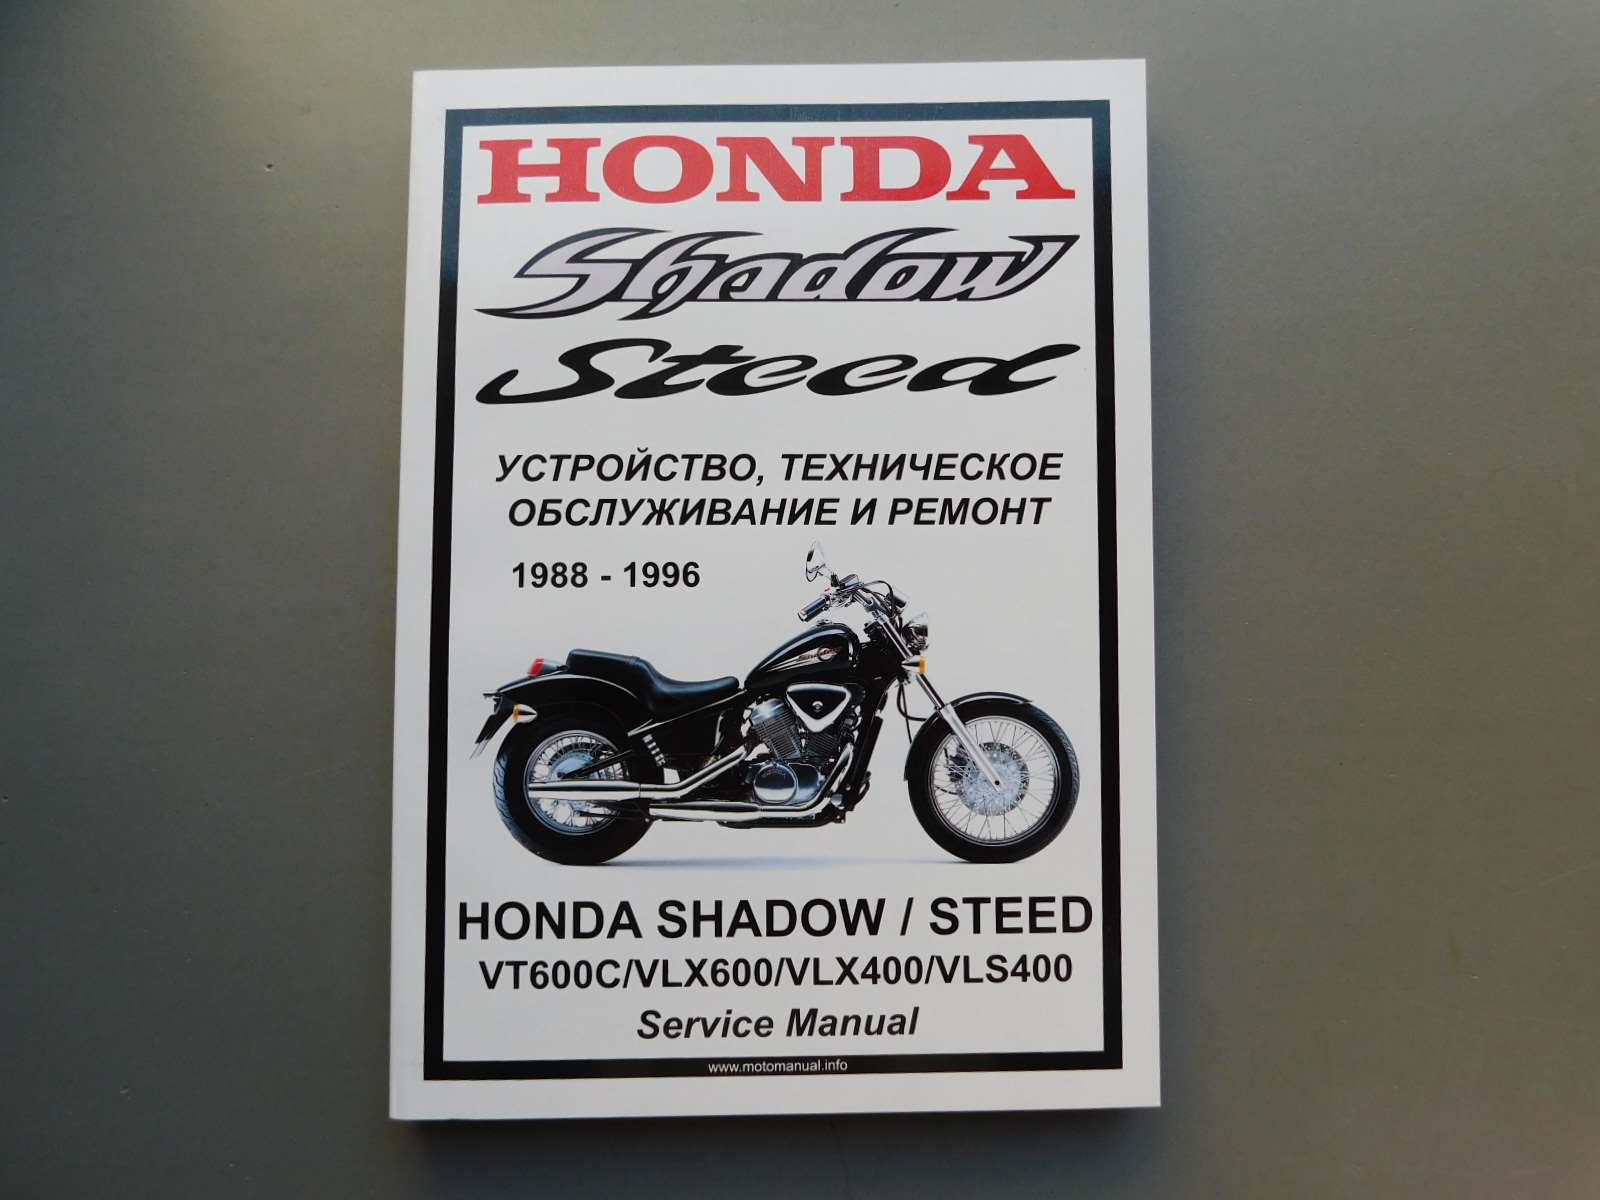 HONDA
Shadow
Steed
УСТРОЙСТВО, ТЕХНИЧЕСКОЕ
ОБСЛУЖИВАНИЕ И РЕМОНТ
1988 - 1996
HONDA SHADOW / STEED
VT600C/VLX600/VLX400/VLS400
Service Manual
www.motomanual.info